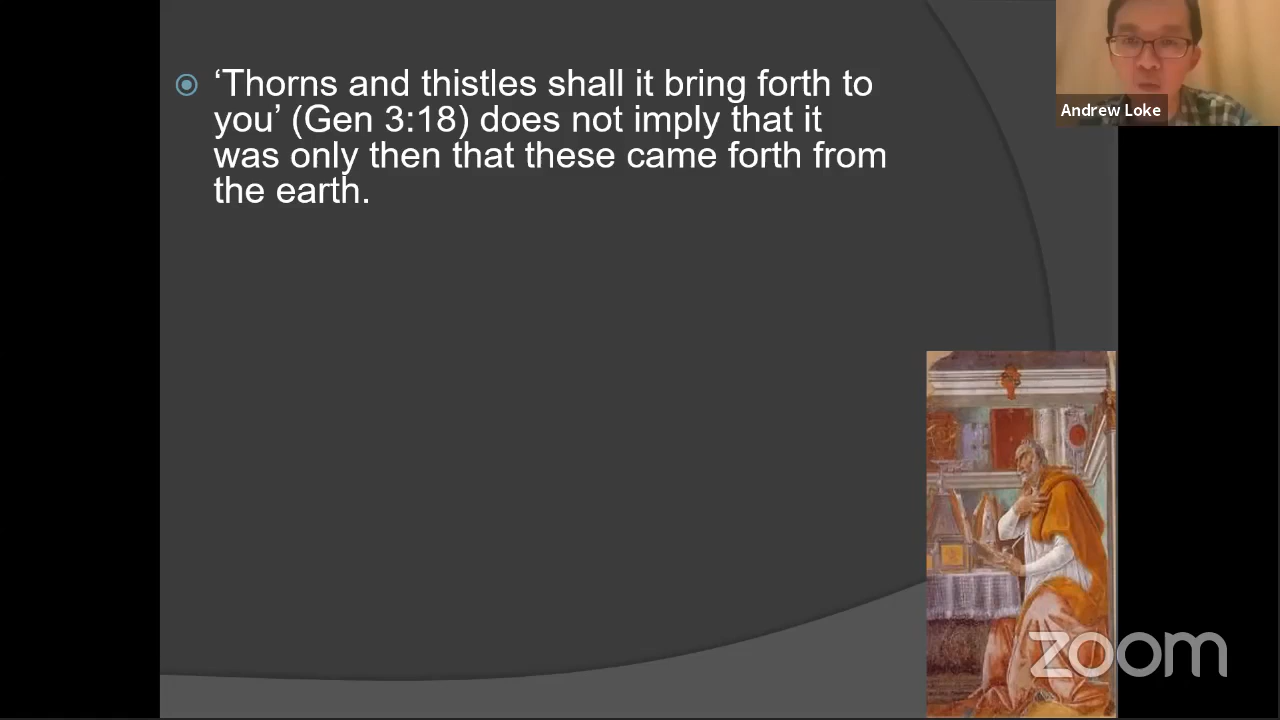 ‘Thorns and thistles shall it bring forth to
you’ (Gen 3:18) does not imply that it
was only then that these came forth from
the earth.
Andrew Loke
zoom